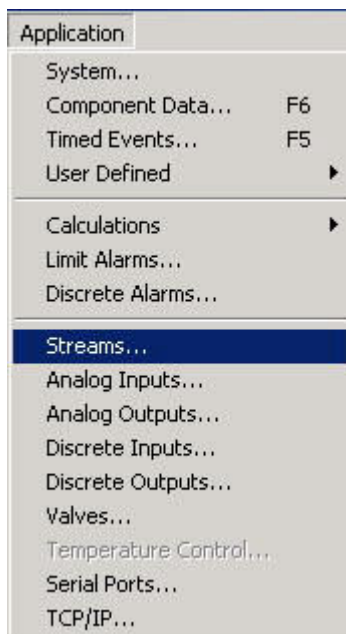 Application
System...
Component Data... F6
Timed Events... F5
User Defined
Calculations
Limit Alarms...
Discrete Alarms...
Streams...
Analog Inputs...
Analog Outputs...
Discrete Inputs...
Discrete Outputs...
Valves...
Temperature Control...
Serial Ports...
TCP/IP...